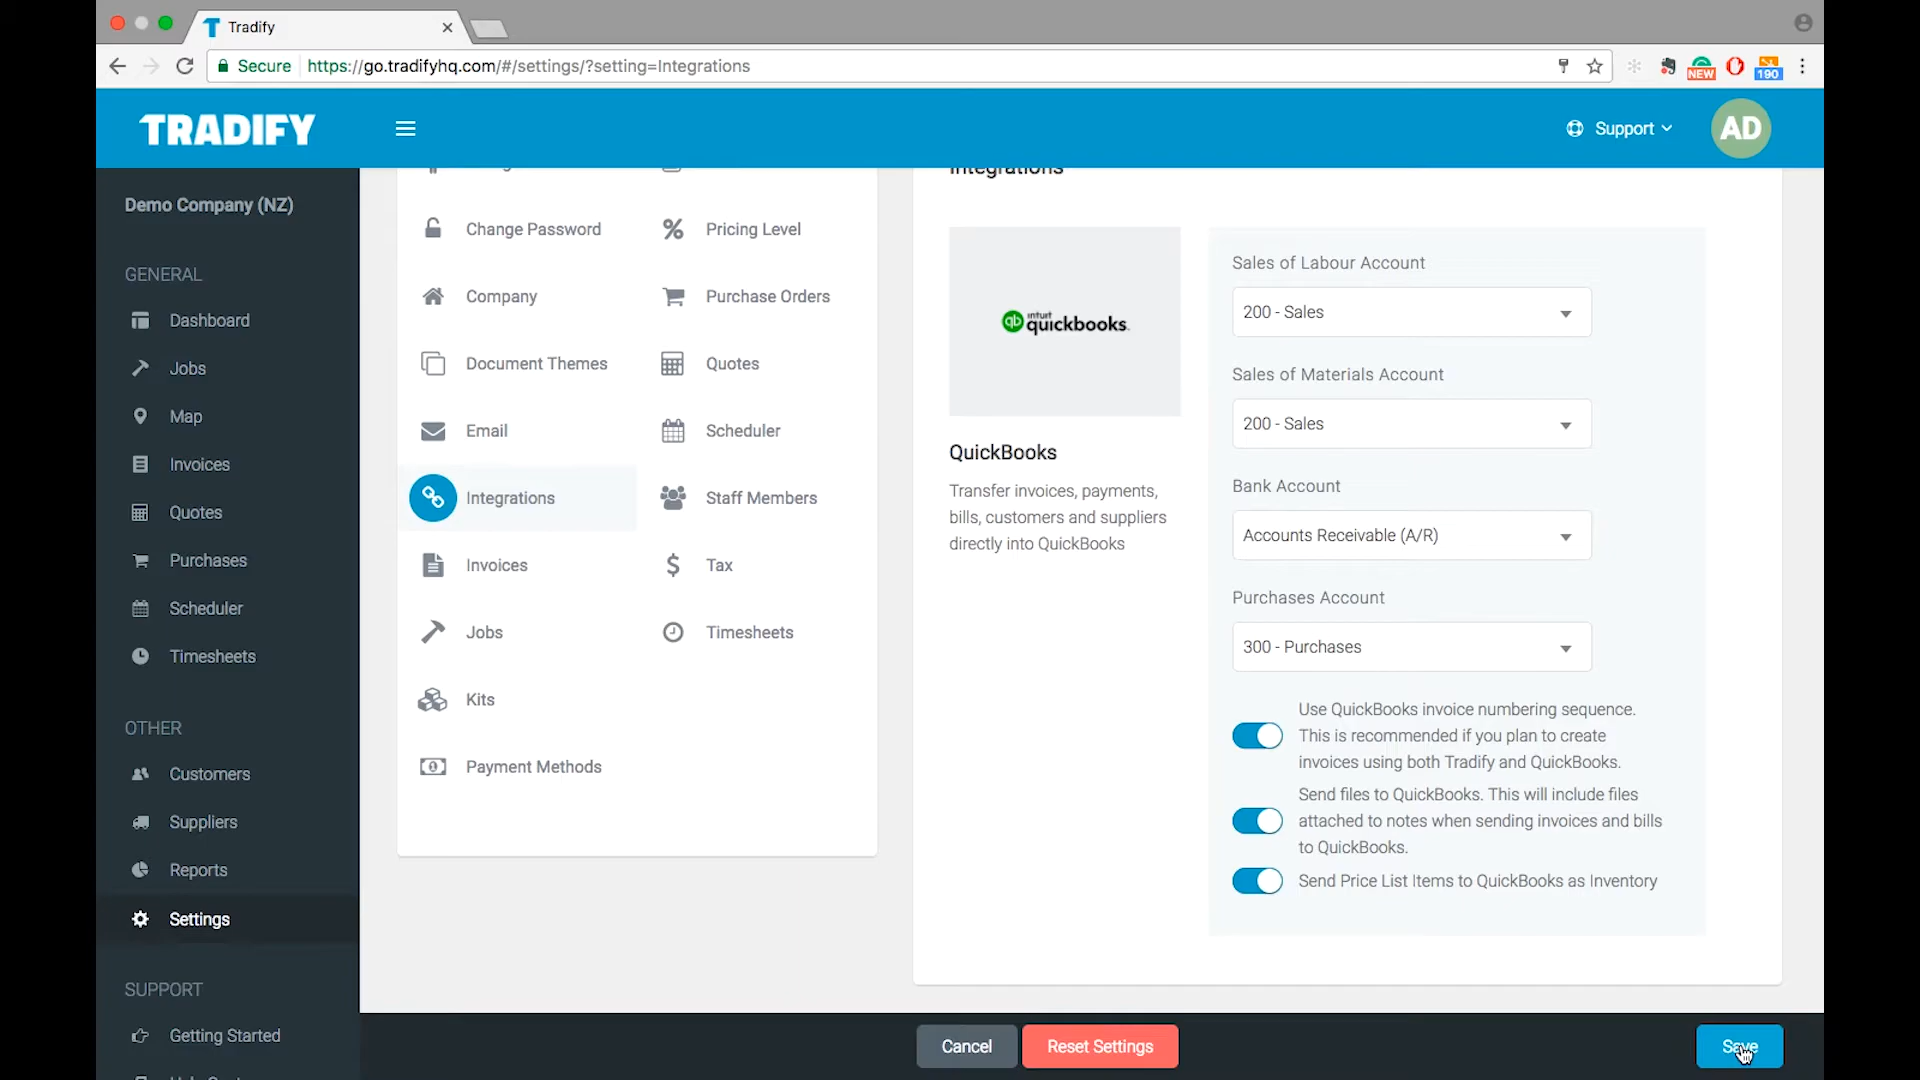 Tradify
Secure https://go.tradifyhq.com/#/settings/?setting=Integrations
NEW
190
TRADIFY
Support
AD
Demo Company (NZ)
GENERAL
Dashboard
Jobs
Map
Invoices
Quotes
Purchases
Scheduler
Timesheets
OTHER
Customers
Suppliers
Reports
Settings
SUPPORT
Getting Started
Change Password
Company
Document Themes
Email
Integrations
Invoices
Jobs
Kits
Payment Methods
Pricing Level
Purchase Orders
Quotes
Scheduler
Staff Members
Tax
Timesheets
Integrations
qb intuit quickbooks.
QuickBooks
Transfer invoices, payments,
bills, customers and suppliers
directly into QuickBooks
Sales of Labour Account
200 - Sales
Sales of Materials Account
200 - Sales
Bank Account
Accounts Receivable (A/R)
Purchases Account
300 - Purchases
Use QuickBooks invoice numbering sequence.
This is recommended if you plan to create
invoices using both Tradify and QuickBooks.
Send files to QuickBooks. This will include files
attached to notes when sending invoices and bills
to QuickBooks.
Send Price List Items to QuickBooks as Inventory
Cancel
Reset Settings
Save